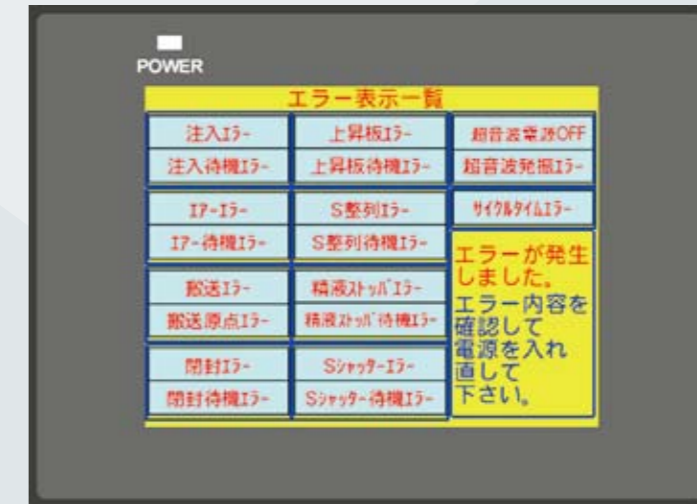 POWER
エラー表示一覧
注入ｴﾗｰ
上昇板ｴﾗｰ
超音波電源OFF
注入待機ｴﾗｰ
上昇板待機ｴﾗｰ
超音波発振ｴﾗｰ
ｴｱｰｴﾗｰ
S整列ｴﾗｰ
ｻｲｸﾙﾀｲﾑｴﾗｰ
ｴｱｰ待機ｴﾗｰ
S整列待機ｴﾗｰ
搬送ｴﾗｰ
精液ｽﾄｯﾊﾟｴﾗｰ
搬送原点ｴﾗｰ
精液ｽﾄｯﾊﾟ待機ｴﾗｰ
閉封ｴﾗｰ
Sｼｬｯﾀｰｴﾗｰ
閉封待機ｴﾗｰ
Sｼｬｯﾀｰ待機ｴﾗｰ
エラーが発生
しました。
エラー内容を
確認して
電源を入れ
直して
下さい。